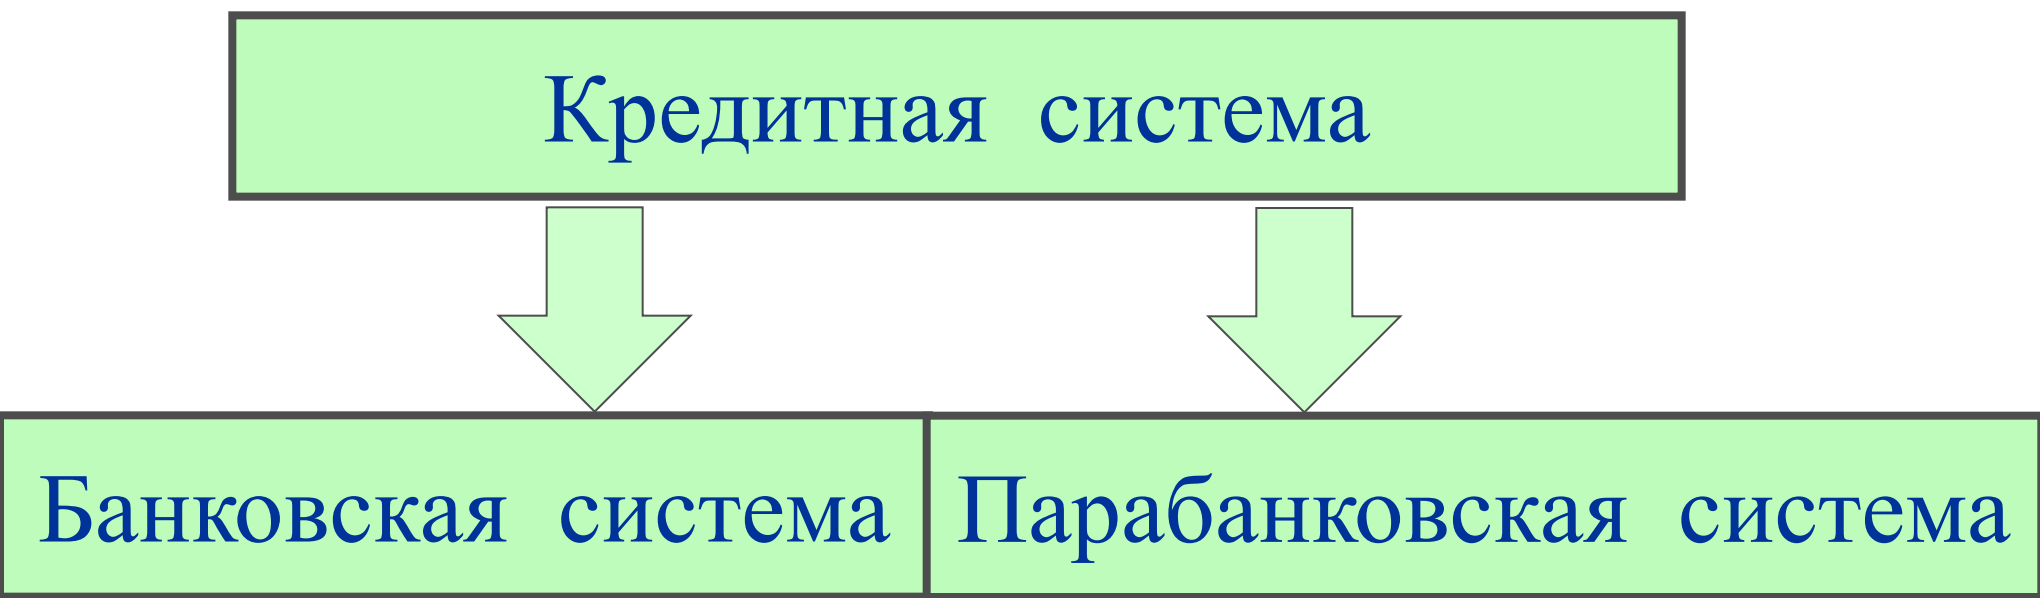 Кредитная система
Банковская система
Парабанковская система